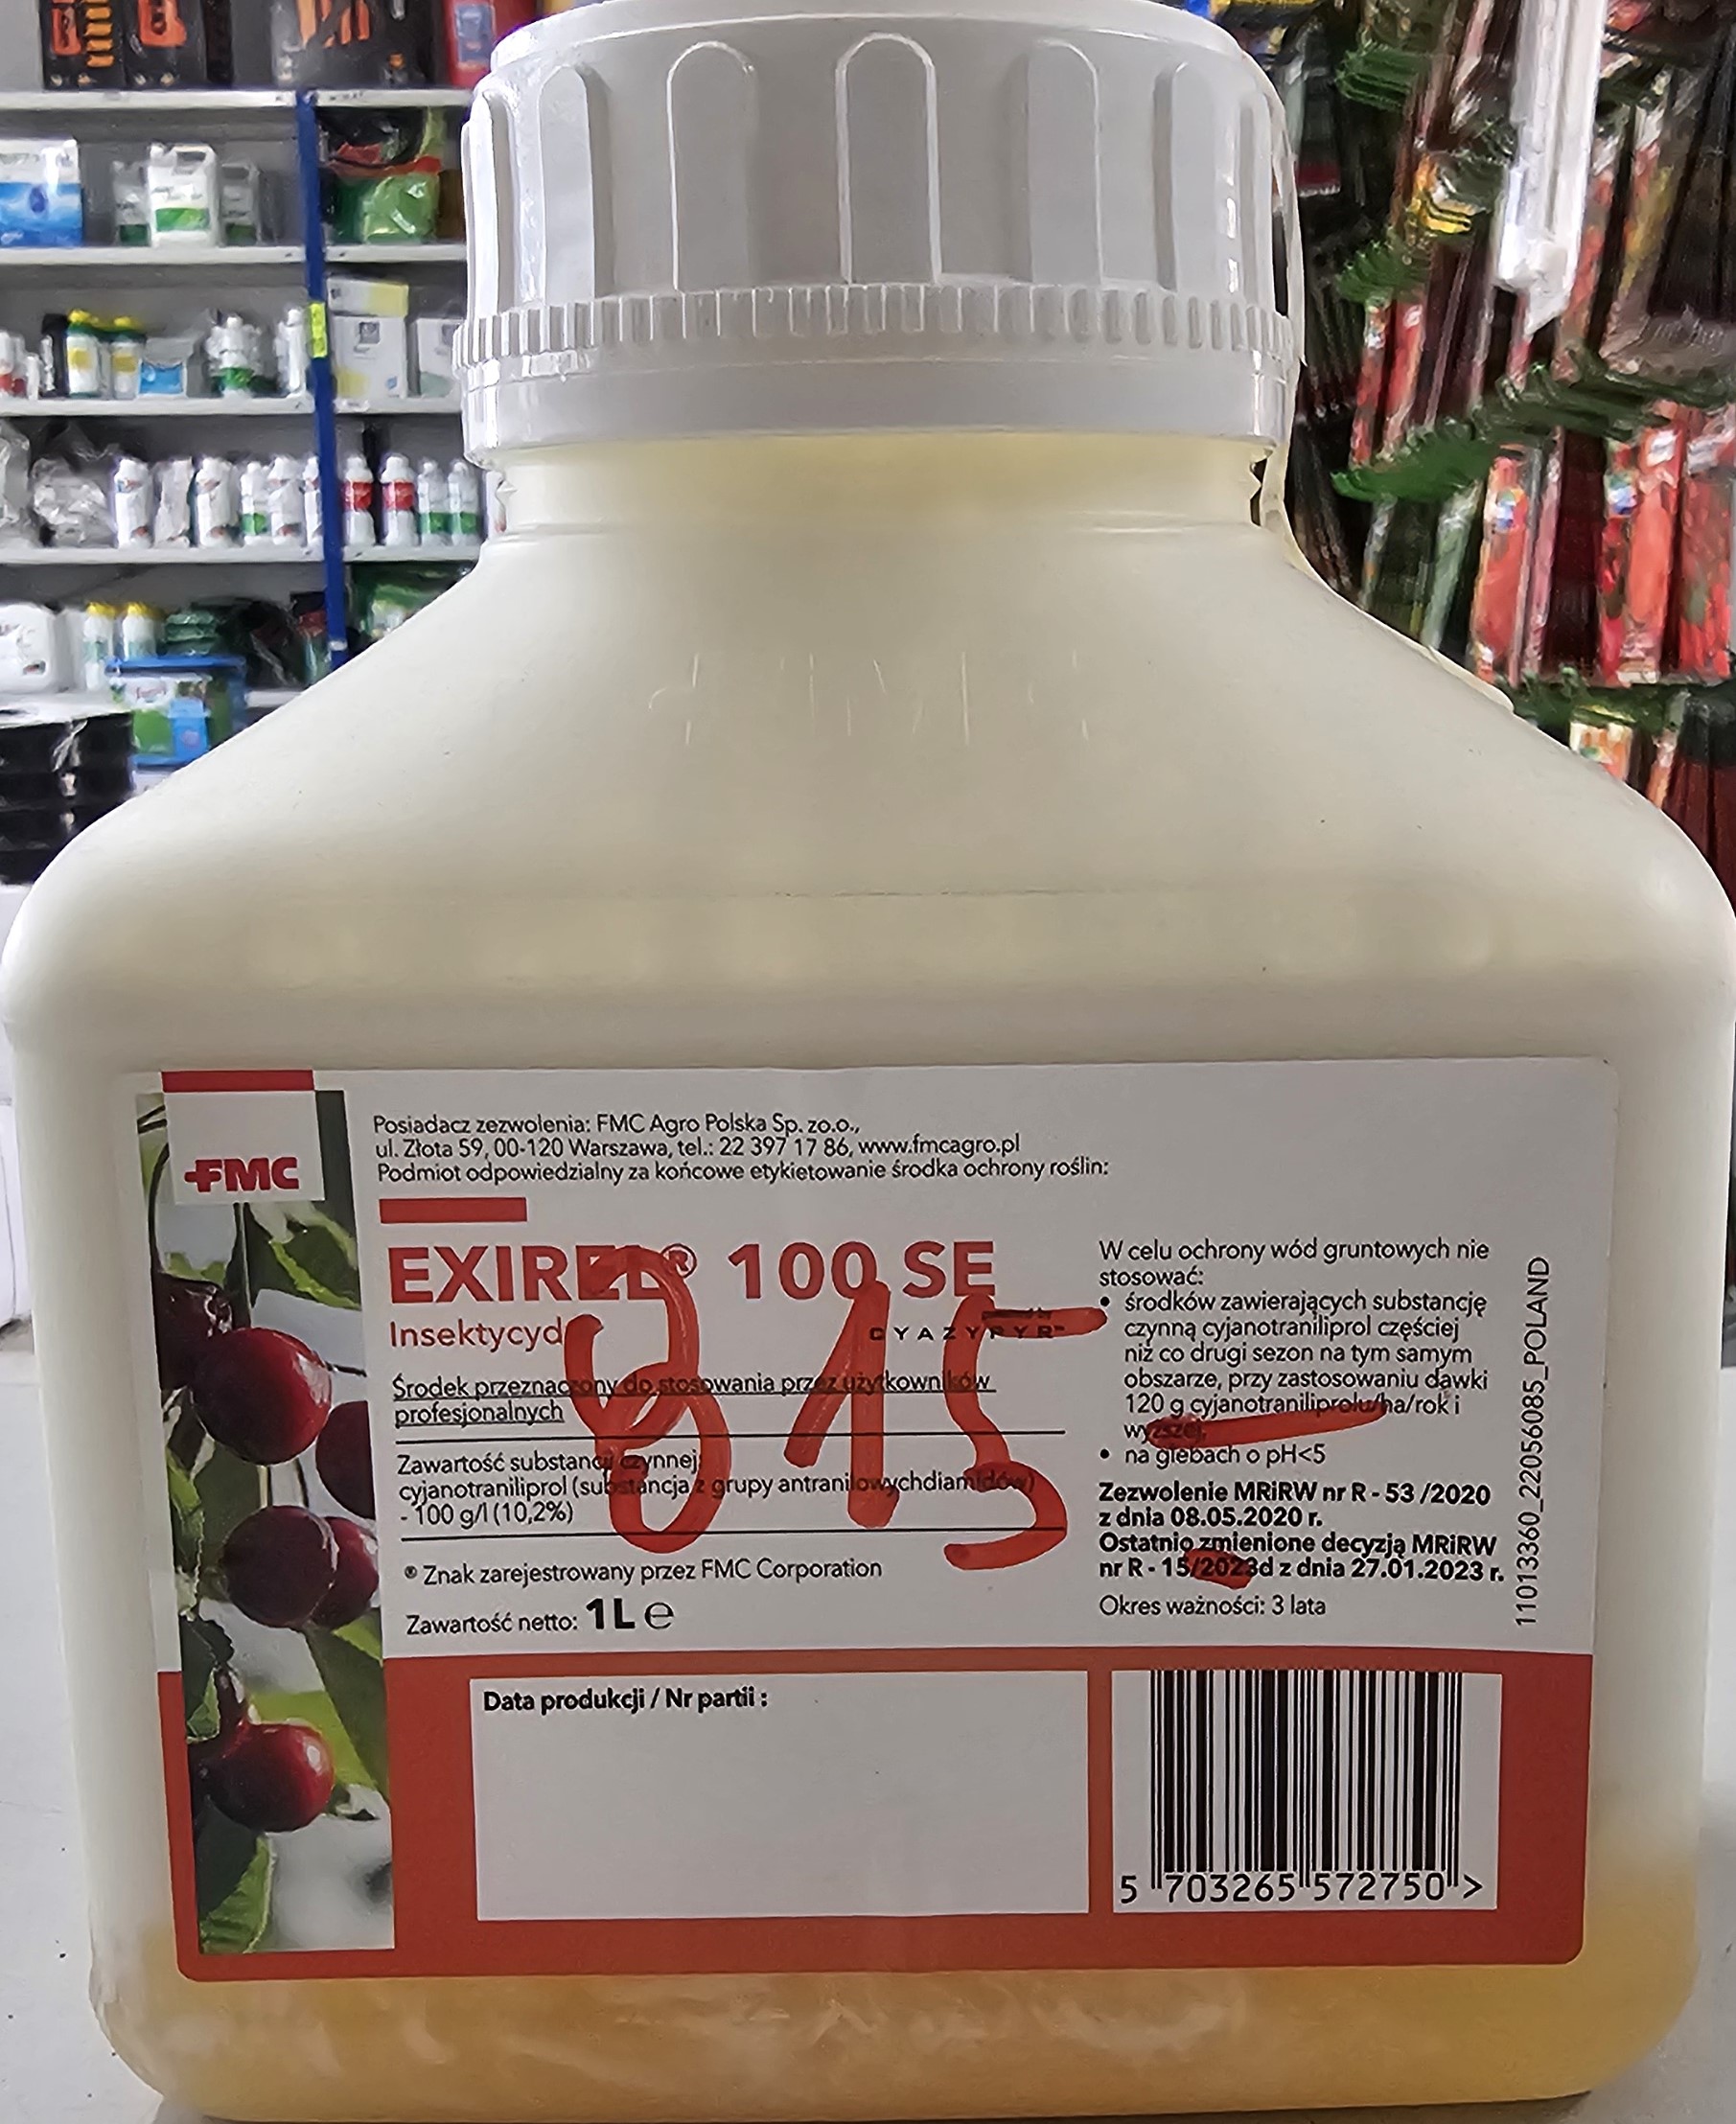 FMC
Posiadacz zezwolenia: FMC Agro Polska Sp. zo.o.,
ul. Złota 59, 00-120 Warszawa, tel.: 22 397 17 86, www.fmcagro.pl
Podmiot odpowiedzialny za końcowe etykietowanie środka ochrony roślin:
EXIREL® 100 SE
Insektycyd
CYAZYPYR™
815
Środek przeznaczony do stosowania przez użytkowników
profesjonalnych
Zawartość substancji czynnej:
cyjanotraniliprol (substancja z grupy antranilowychdiamidów)
- 100 g/l (10,2%)
® Znak zarejestrowany przez FMC Corporation
Zawartość netto: 1L ℮
W celu ochrony wód gruntowych nie
stosować:
• środków zawierających substancję
czynną cyjanotraniliprol częściej
niż co drugi sezon na tym samym
obszarze, przy zastosowaniu dawki
120 g cyjanotraniliprolu/ha/rok i
wyższej,
• na glebach o pH<5
Zezwolenie MRiRW nr R - 53 /2020
z dnia 08.05.2020 r.
Ostatnio zmienione decyzją MRiRW
nr R - 15/2023d z dnia 27.01.2023 r.
Okres ważności: 3 lata
11013360_22056085_POLAND
Data produkcji / Nr partii :
5 703265 572750 >